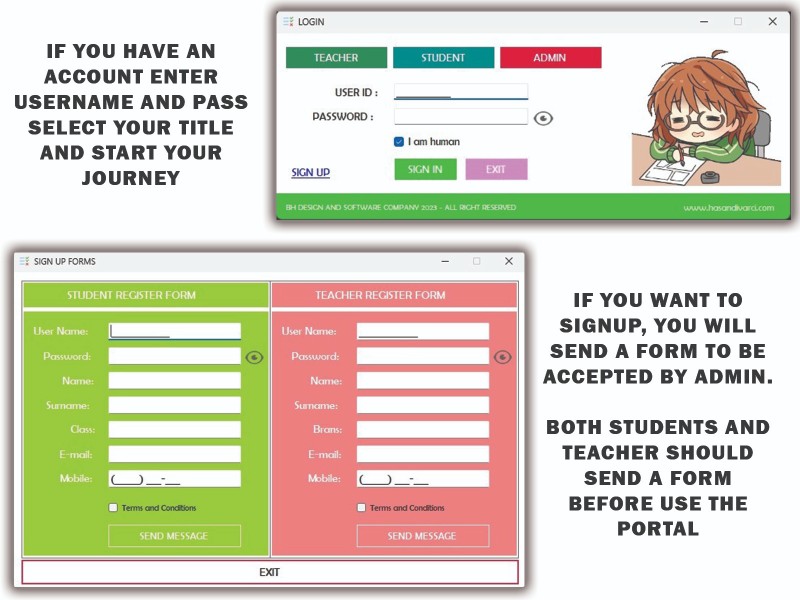 IF YOU HAVE AN
ACCOUNT ENTER
USERNAME AND PASS
SELECT YOUR TITLE
AND START YOUR
JOURNEY
LOGIN
TEACHER STUDENT ADMIN
USER ID :
PASSWORD :
I am human
SIGN UP SIGN IN EXIT
BH DESIGN AND SOFTWARE COMPANY 2023 - ALL RIGHT RESERVED www.hasandivarci.com
SIGN UP FORMS
STUDENT REGISTER FORM
User Name:
Password:
Name:
Surname:
Class:
E-mail:
Mobile: (____) ___-___
Terms and Conditions
SEND MESSAGE
TEACHER REGISTER FORM
User Name:
Password:
Name:
Surname:
Brans:
E-mail:
Mobile: (____) ___-___
Terms and Conditions
SEND MESSAGE
EXIT
IF YOU WANT TO
SIGNUP, YOU WILL
SEND A FORM TO BE
ACCEPTED BY ADMIN.
BOTH STUDENTS AND
TEACHER SHOULD
SEND A FORM
BEFORE USE THE
PORTAL